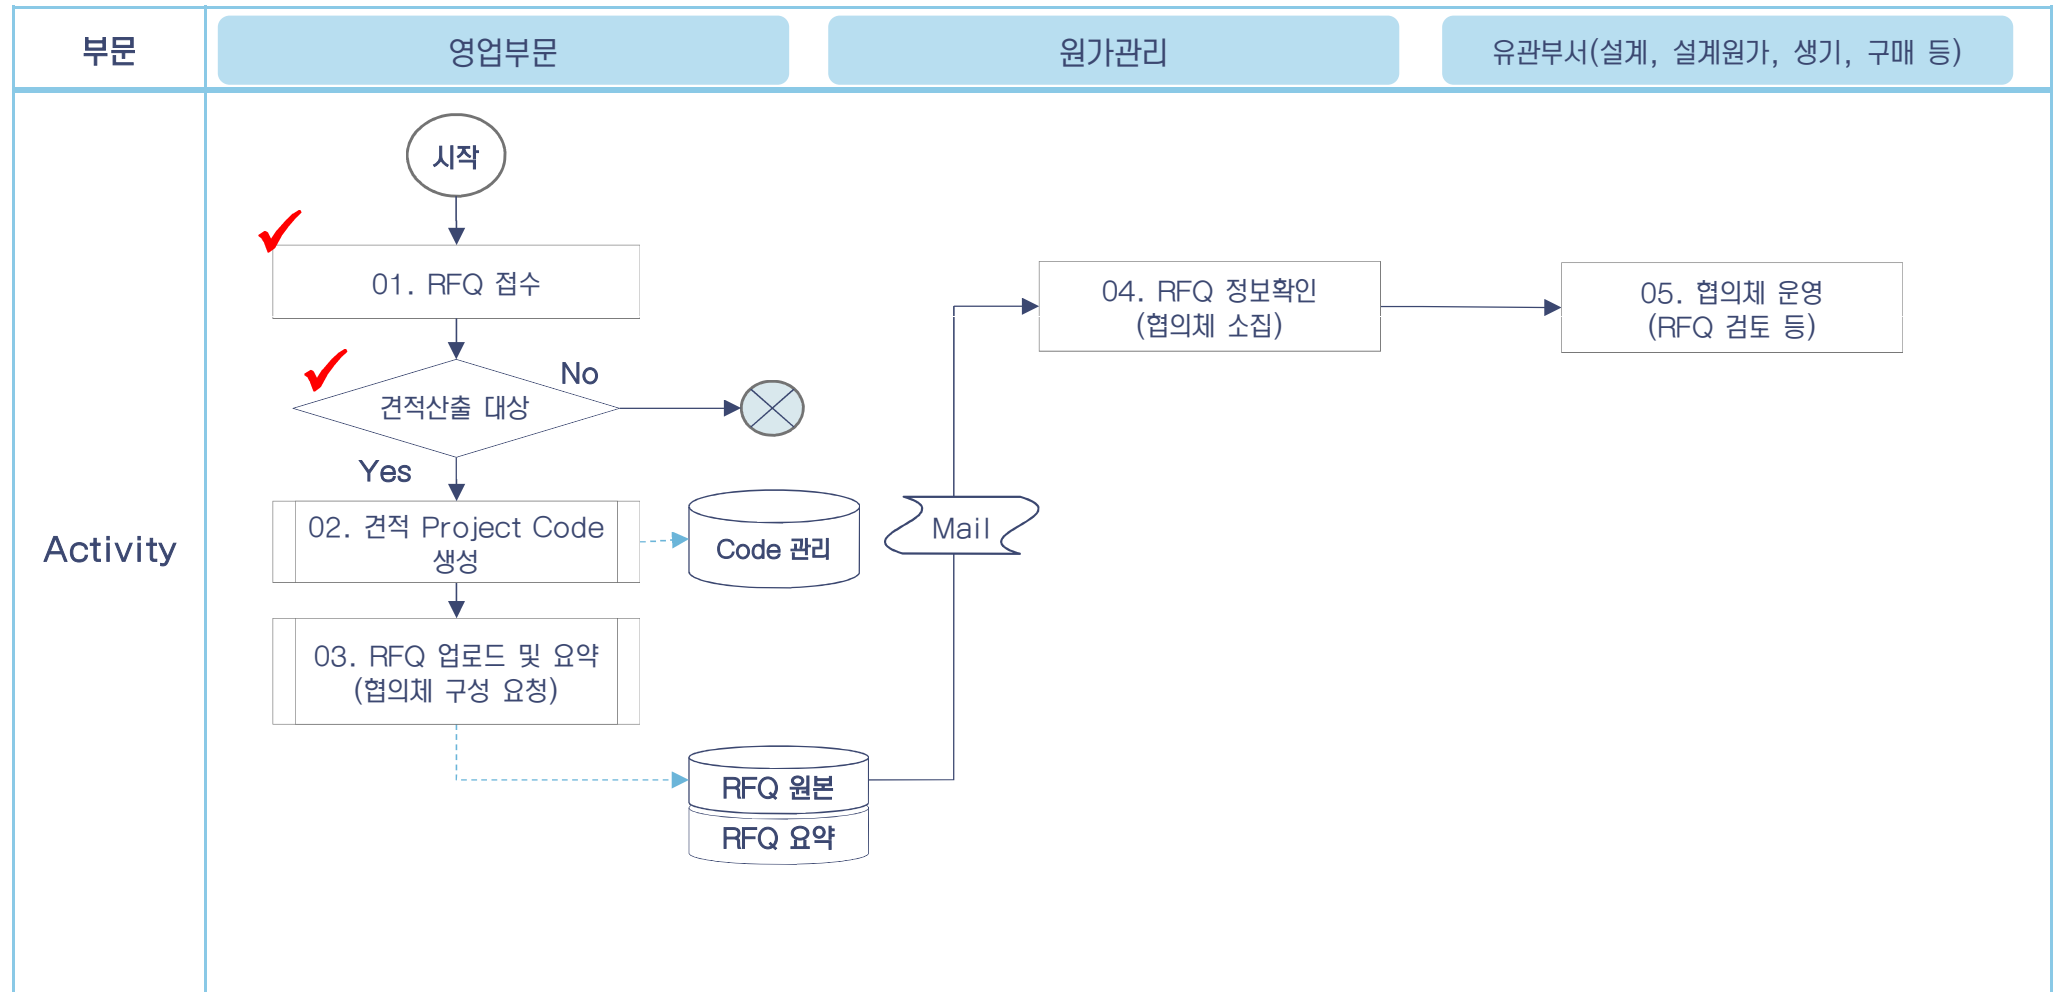 부문
영업부문
원가관리
유관부서(설계, 설계원가, 생기, 구매 등)
Activity
시작
01. RFQ 접수
견적산출 대상
No
Yes
02. 견적 Project Code
생성
Code 관리
03. RFQ 업로드 및 요약
(협의체 구성 요청)
RFQ 원본
RFQ 요약
Mail
04. RFQ 정보확인
(협의체 소집)
05. 협의체 운영
(RFQ 검토 등)